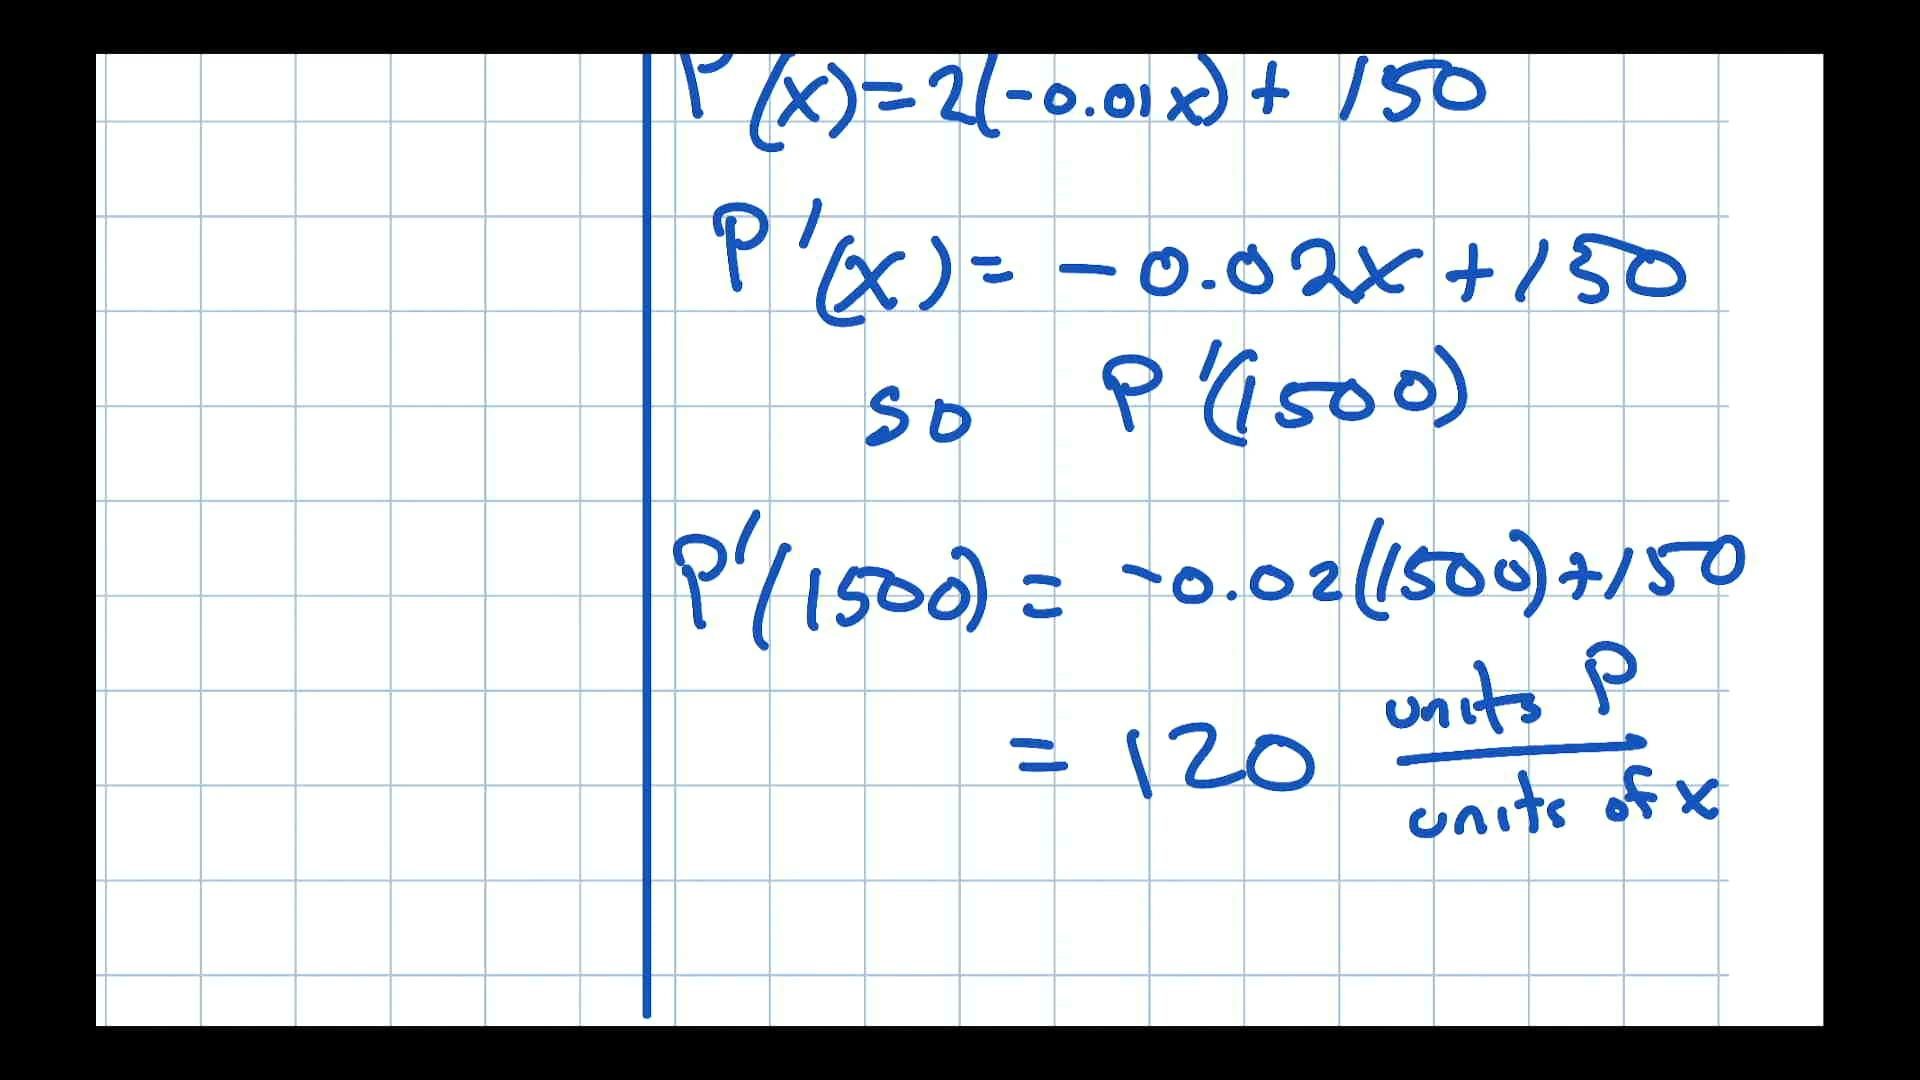 P'(x)=2(-0.01x)+150
P'(x)=-0.02x+150
so P'(1500)
P'(1500)=-0.02(1500)+150
=120 units P
units of x